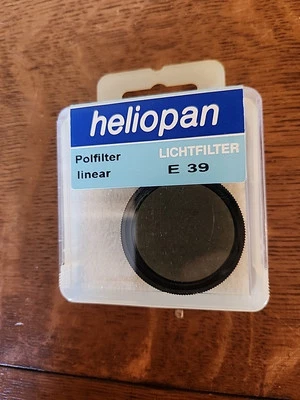 heliopan
Polfilter LICHTFILTER
linear E 39